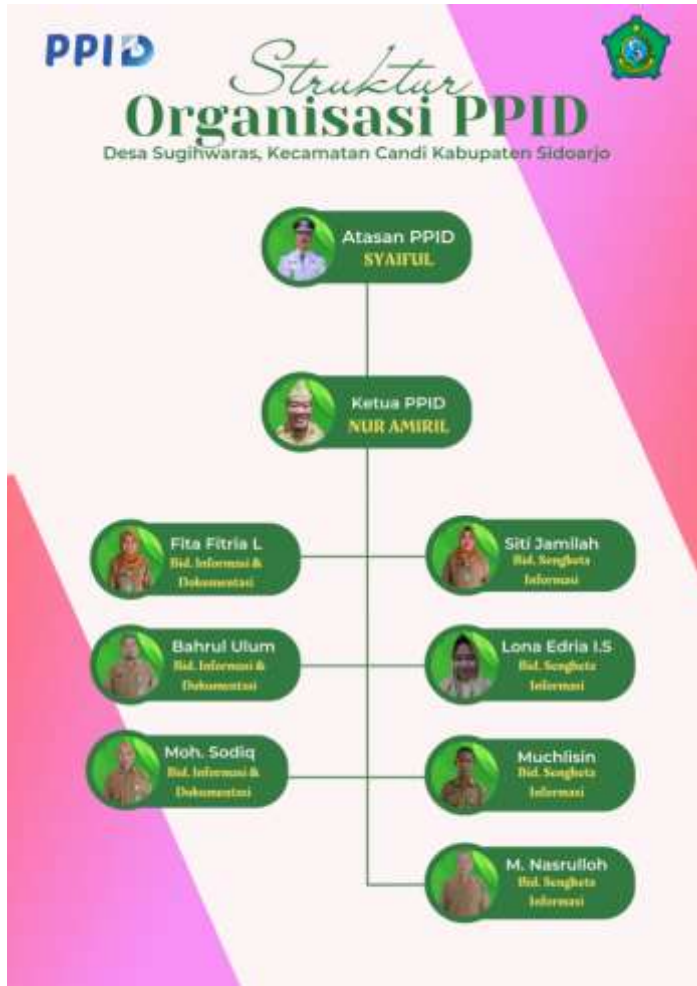 PPID
Struktur
Organisasi PPID
Desa Sugihwaras, Kecamatan Candi Kabupaten Sidoarjo
Atasan PPID
SYAIFUL
Ketua PPID
NUR AMIRIL
Fita Fitria L
Bid. Informasi &
Dokumentasi
Siti Jamilah
Bid. Sengketa
Informasi
Bahrul Ulum
Bid. Informasi &
Dokumentasi
Lona Edria I.S
Bid. Sengketa
Informasi
Moh. Sodiq
Bid. Informasi &
Dokumentasi
Muchlisin
Bid. Sengketa
Informasi
M. Nasrulloh
Bid. Sengketa
Informasi